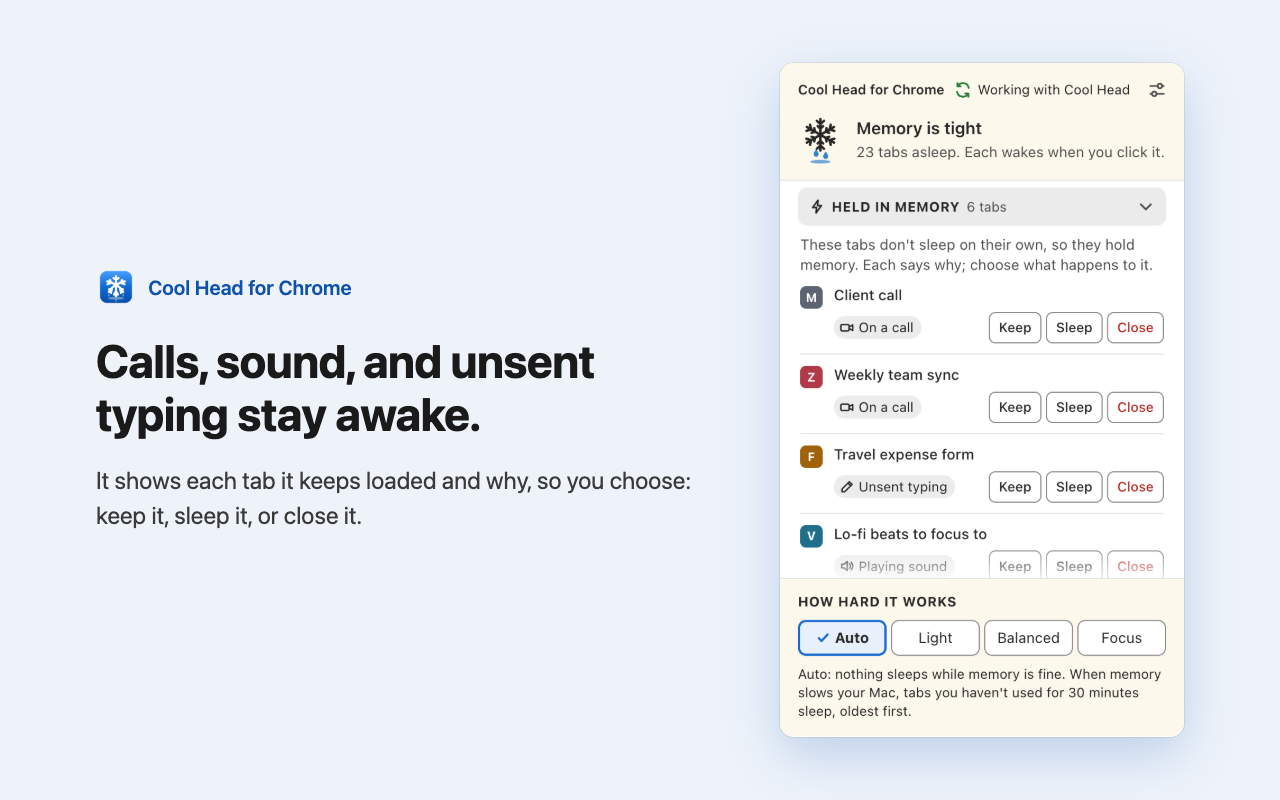 Cool Head for Chrome
Calls, sound, and unsent
typing stay awake.
It shows each tab it keeps loaded and why, so you choose:
keep it, sleep it, or close it.
Cool Head for Chrome Working with Cool Head
Memory is tight
23 tabs asleep. Each wakes when you click it.
HELD IN MEMORY 6 tabs
These tabs don't sleep on their own, so they hold
memory. Each says why; choose what happens to it.
M Client call
On a call Keep Sleep Close
Z Weekly team sync
On a call Keep Sleep Close
F Travel expense form
Unsent typing Keep Sleep Close
V Lo-fi beats to focus to
Playing sound Keep Sleep Close
HOW HARD IT WORKS
Auto Light Balanced Focus
Auto: nothing sleeps while memory is fine. When memory
slows your Mac, tabs you haven't used for 30 minutes
sleep, oldest first.